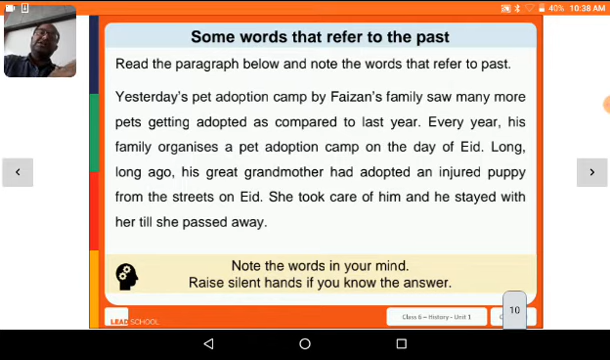 40% 10:38 AM
Some words that refer to the past
Read the paragraph below and note the words that refer to past.
Yesterday's pet adoption camp by Faizan's family saw many more
pets getting adopted as compared to last year. Every year, his
family organises a pet adoption camp on the day of Eid. Long,
long ago, his great grandmother had adopted an injured puppy
from the streets on Eid. She took care of him and he stayed with
her till she passed away.
Note the words in your mind.
Raise silent hands if you know the answer.
LEAD SCHOOL
Class 6 – History - Unit 1
10